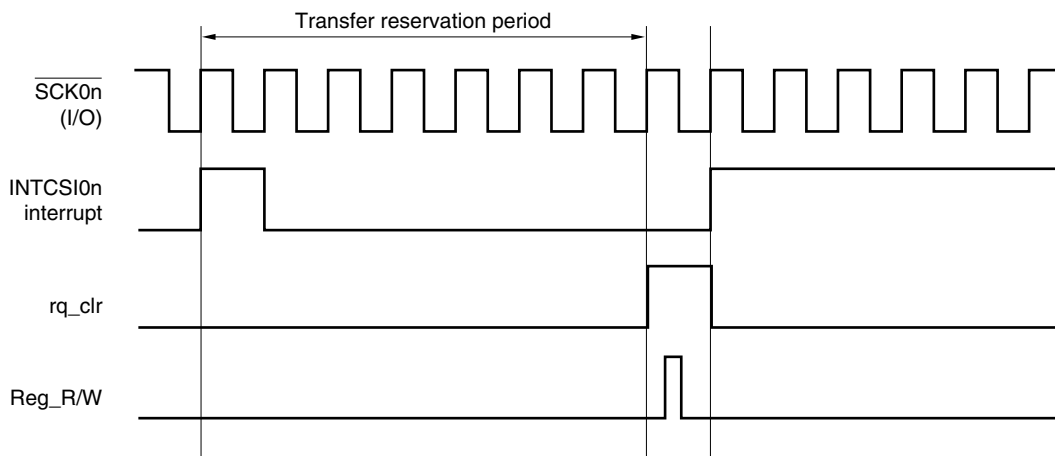 Transfer reservation period
SCK0n
(I/O)
INTCSI0n
interrupt
rq_clr
Reg_R/W